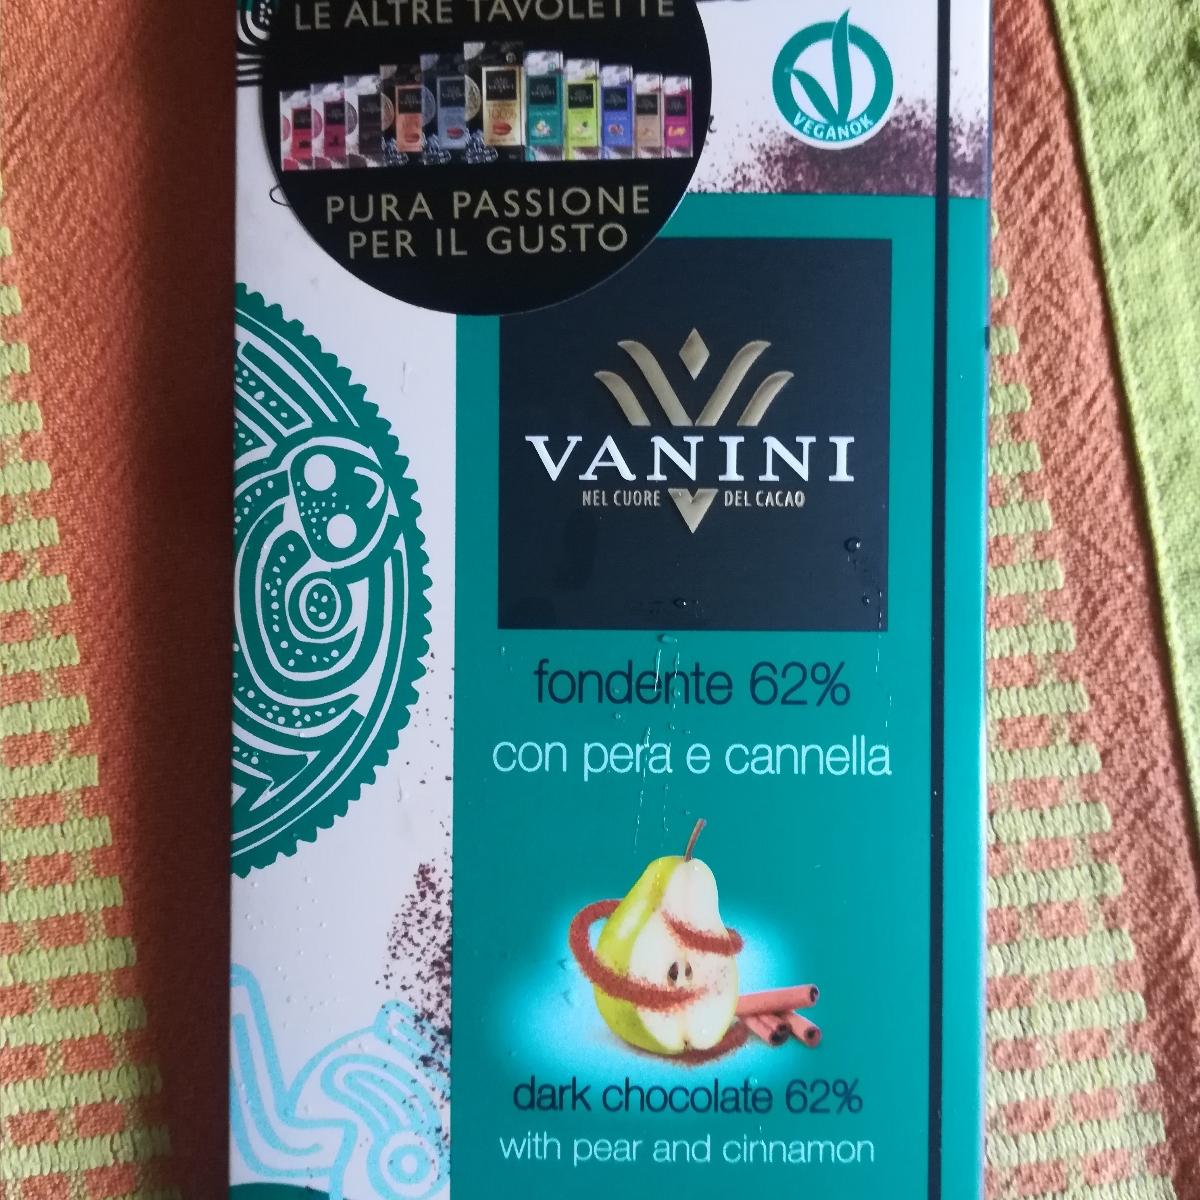 LE ALTRE TAVOLETTE
PURA PASSIONE
PER IL GUSTO
VEGANOK
VANINI
NEL CUORE DEL CACAO
fondente 62%
con pera e cannella
dark chocolate 62%
with pear and cinnamon